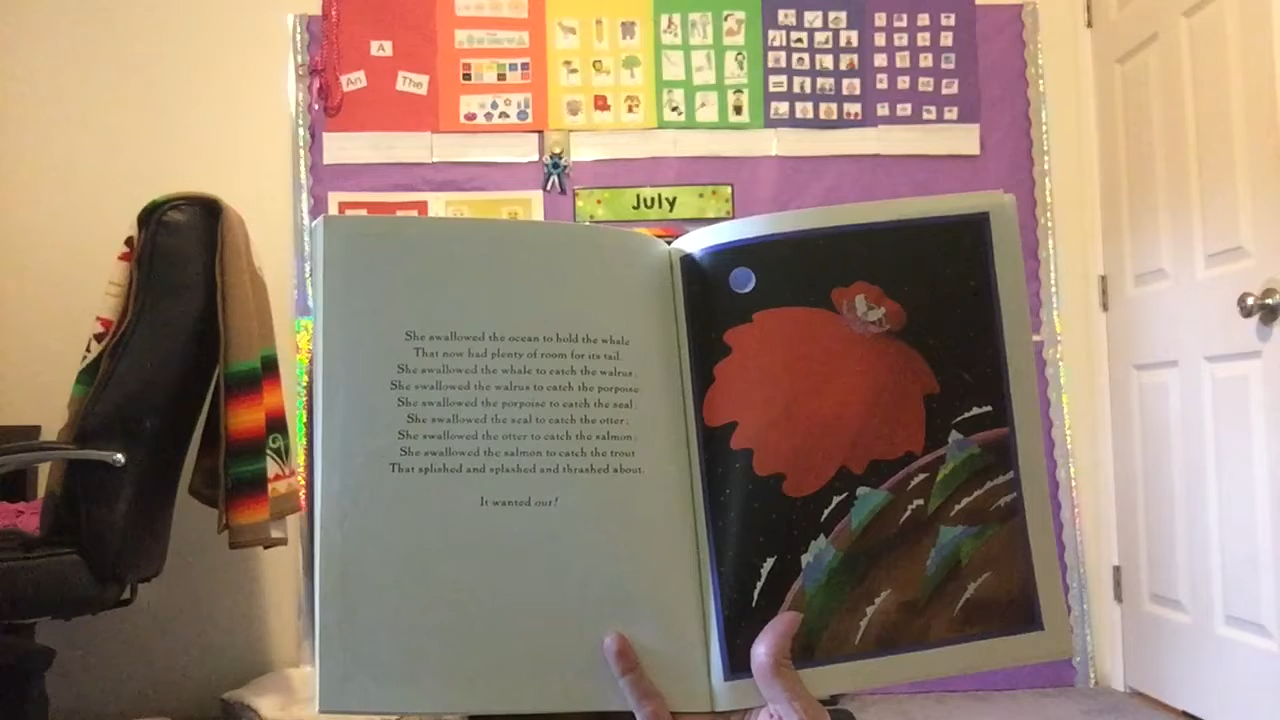 A
An
The
July
She swallowed the ocean to hold the whale
That now had plenty of room for its tail.
She swallowed the whale to catch the walrus;
She swallowed the walrus to catch the porpoise;
She swallowed the porpoise to catch the seal;
She swallowed the seal to catch the otter;
She swallowed the otter to catch the salmon;
She swallowed the salmon to catch the trout
That splished and splashed and thrashed about.
It wanted out!